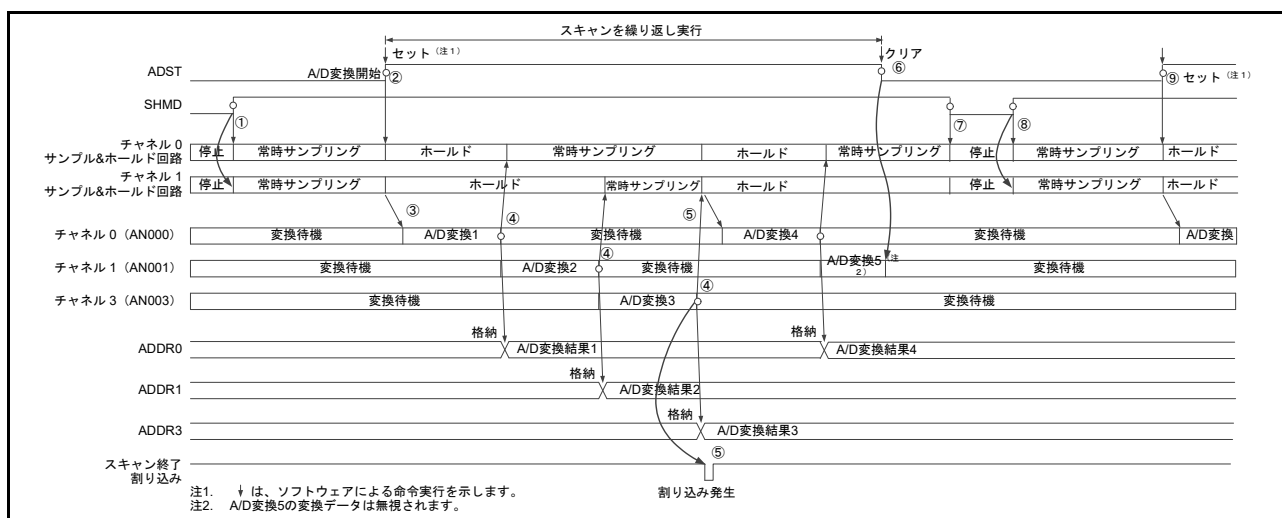 スキャンを繰り返し実行
セット（注1） クリア
ADST A/D変換開始 ② ⑥ ⑨ セット（注1）
SHMD ① ⑦ ⑧
チャネル 0
サンプル&ホールド回路 停止 常時サンプリング ホールド 常時サンプリング ホールド 常時サンプリング 停止 常時サンプリング ホールド
チャネル 1
サンプル&ホールド回路 停止 常時サンプリング ホールド 常時サンプリング ホールド 停止 常時サンプリング ホールド
③ ④ ⑤
チャネル 0（AN000） 変換待機 A/D変換1 変換待機 A/D変換4 変換待機 A/D変換
④
チャネル 1（AN001） 変換待機 A/D変換2 変換待機 A/D変換5（注2） 変換待機
④
チャネル 3（AN003） 変換待機 A/D変換3 変換待機
格納 格納
ADDR0 A/D変換結果1 A/D変換結果4
格納
ADDR1 A/D変換結果2
格納
ADDR3 A/D変換結果3
スキャン終了
割り込み ⑤
割り込み発生
注1. ↓ は、ソフトウェアによる命令実行を示します。
注2. A/D変換5の変換データは無視されます。